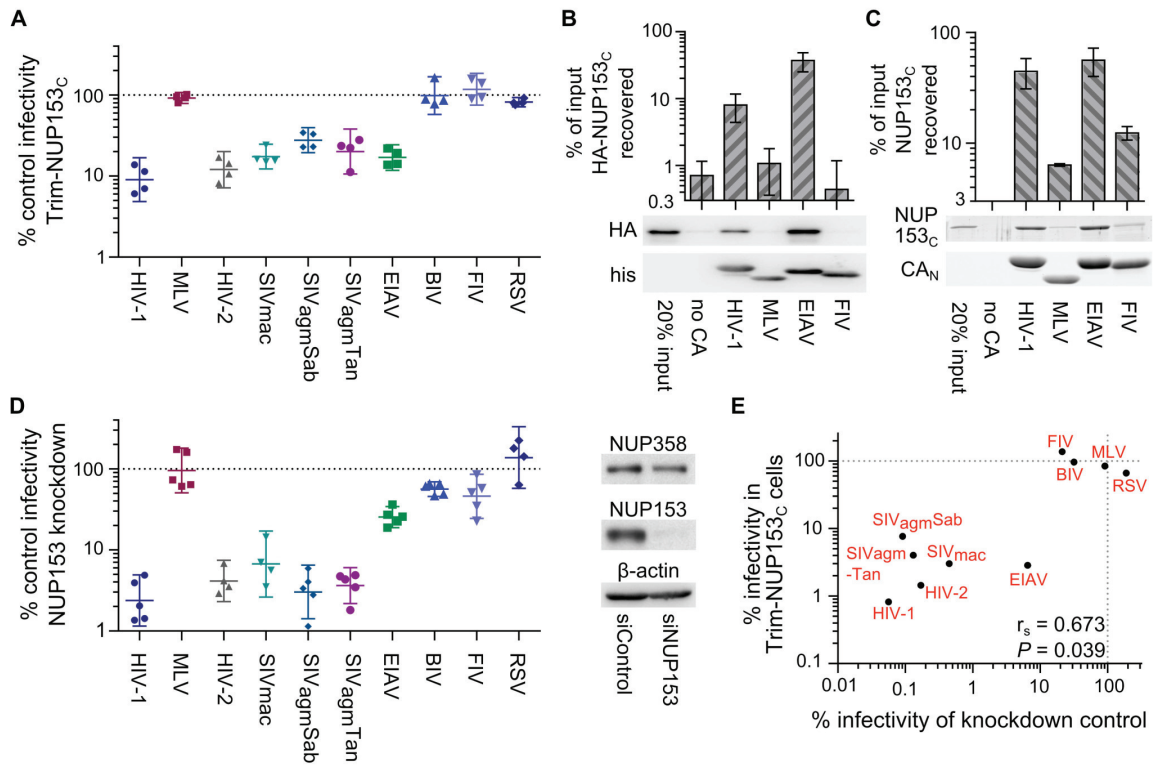 A
% control infectivity
Trim-NUP153C
100
10
1
HIV-1
MLV
HIV-2
SIVmac
SIVagmSab
SIVagmTan
EIAV
BIV
FIV
RSV
B
% of input
HA-NUP153C
recovered
100
10
1
0.3
HA
his
20% input
no CA
HIV-1
MLV
EIAV
FIV
C
% of input
NUP153C
recovered
100
10
3
NUP
153C
CAN
20% input
no CA
HIV-1
MLV
EIAV
FIV
D
% control infectivity
NUP153 knockdown
100
10
1
HIV-1
MLV
HIV-2
SIVmac
SIVagmSab
SIVagmTan
EIAV
BIV
FIV
RSV
NUP358
NUP153
β-actin
siControl
siNUP153
E
% infectivity in
Trim-NUP153C cells
100
10
1
0.1
FIV
MLV
BIV
RSV
SIVagmSab
SIVagm
-Tan
SIVmac
EIAV
HIV-2
HIV-1
rs = 0.673
P = 0.039
0.01
0.1
1
10
100
% infectivity of knockdown control